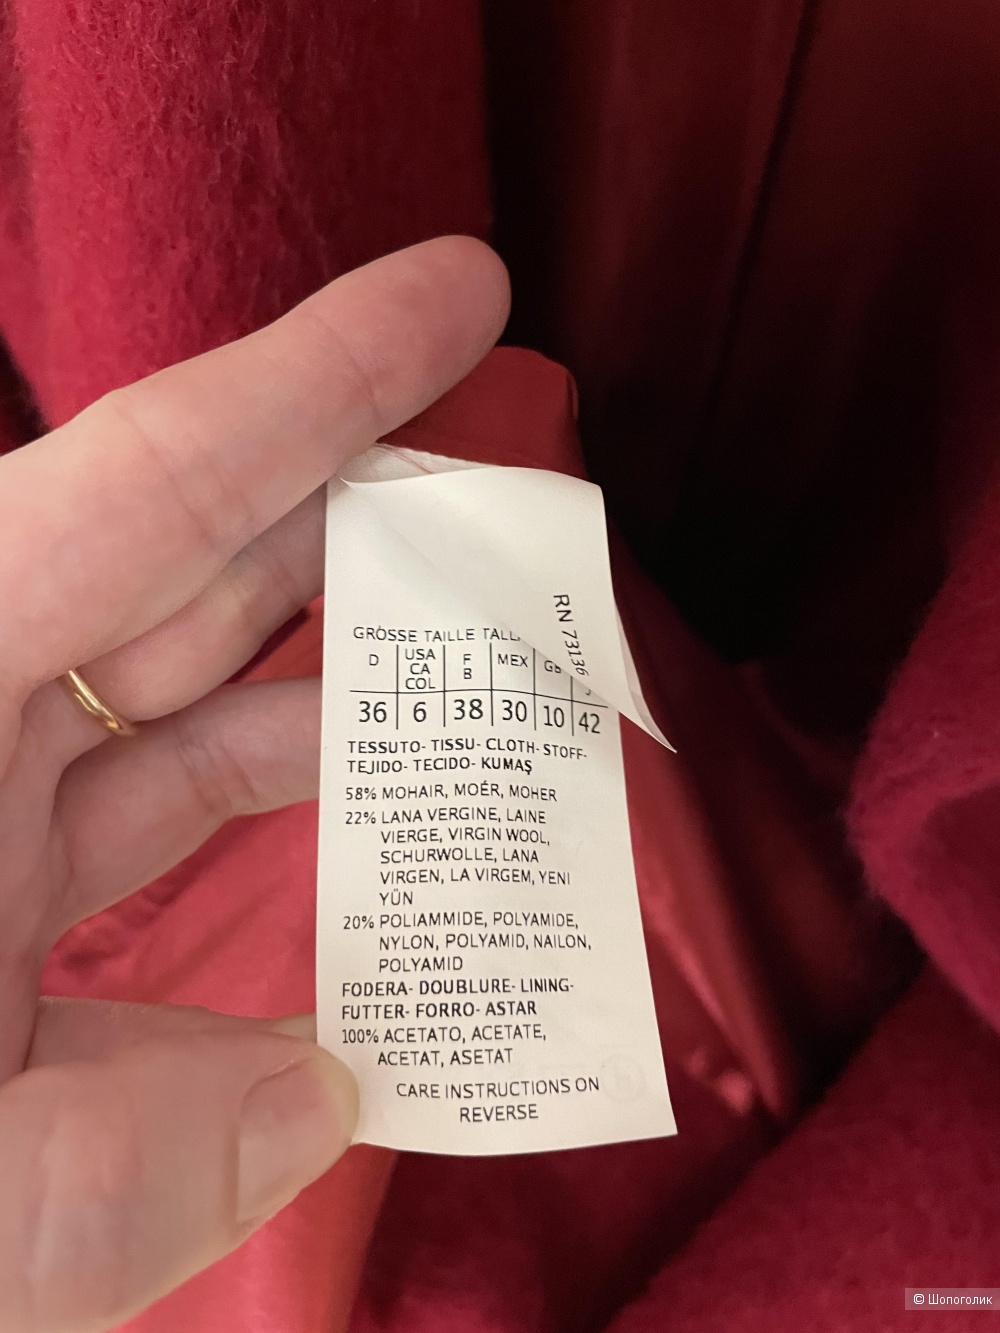 RN 73136
GRÖSSE TAILLE
D USA F MEX
CA B
COL
36 6 38 30 10 42
TESSUTO- TISSU- CLOTH- STOFF-
TEJIDO- TECIDO- KUMAŞ
58% MOHAIR, MOÉR, MOHER
22% LANA VERGINE, LAINE
VIERGE, VIRGIN WOOL,
SCHURWOLLE, LANA
VIRGEN, LA VIRGEM, YENI
YÜN
20% POLIAMMIDE, POLYAMIDE,
NYLON, POLYAMID, NAILON,
POLYAMID
FODERA- DOUBLURE- LINING-
FUTTER- FORRO- ASTAR
100% ACETATO, ACETATE,
ACETAT, ASETAT
CARE INSTRUCTIONS ON
REVERSE
© Шопоголик